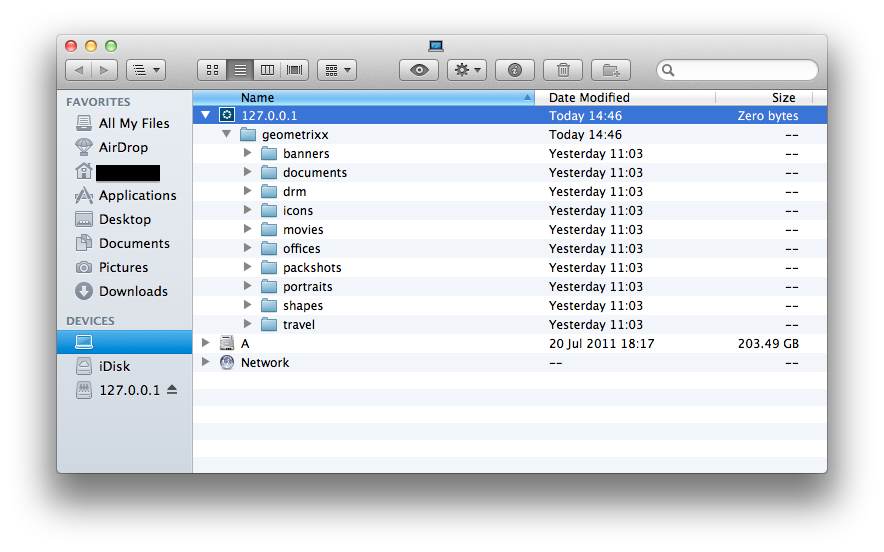 Name Date Modified Size
FAVORITES
All My Files
AirDrop
Applications
Desktop
Documents
Pictures
Downloads
DEVICES
iDisk
127.0.0.1
127.0.0.1 Today 14:46 Zero bytes
geometrixx Today 14:46 --
banners Yesterday 11:03 --
documents Yesterday 11:03 --
drm Yesterday 11:03 --
icons Yesterday 11:03 --
movies Yesterday 11:03 --
offices Yesterday 11:03 --
packshots Yesterday 11:03 --
portraits Yesterday 11:03 --
shapes Yesterday 11:03 --
travel Yesterday 11:03 --
A 20 Jul 2011 18:17 203.49 GB
Network -- --